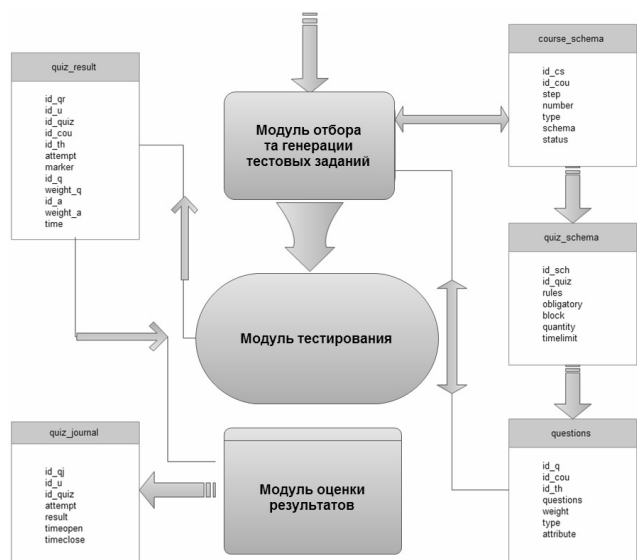 quiz_result
id_qr
id_u
id_quiz
id_cou
id_th
attempt
marker
id_q
weight_q
id_a
weight_a
time
Модуль отбора
та генерации
тестовых заданий
course_schema
id_cs
id_cou
step
number
type
schema
status
quiz_schema
id_sch
id_quiz
rules
obligatory
block
quantity
timelimit
Модуль тестирования
quiz_journal
id_qj
id_u
id_quiz
attempt
result
timeopen
timeclose
Модуль оценки
результатов
questions
id_q
id_cou
id_th
questions
weight
type
attribute